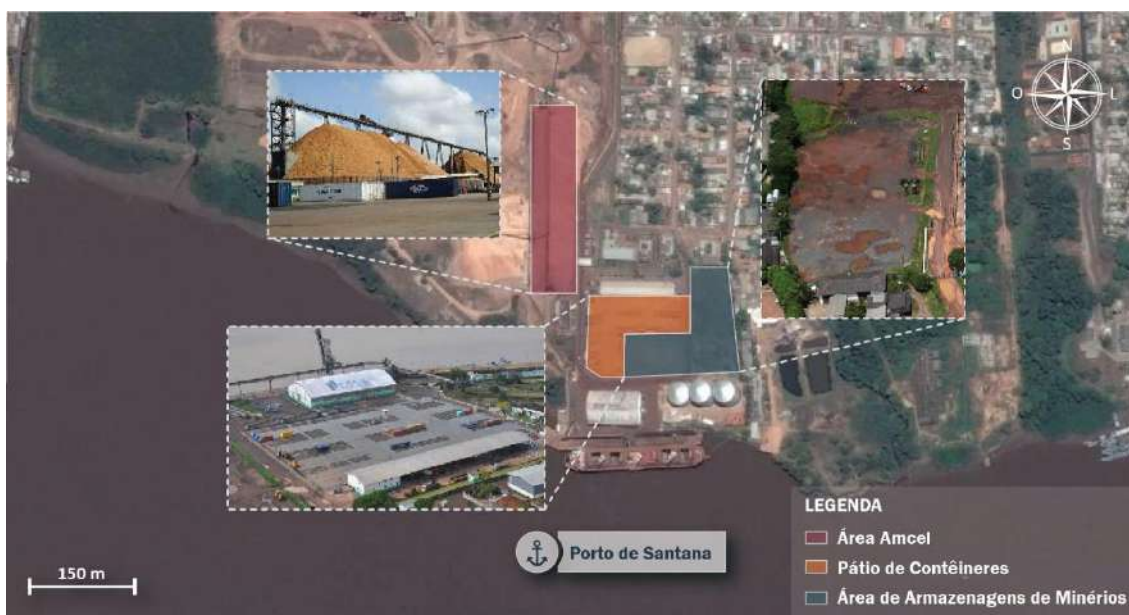 N
O
L
S
Porto de Santana
150 m
LEGENDA
Área Amcel
Pátio de Contêineres
Área de Armazenagens de Minérios